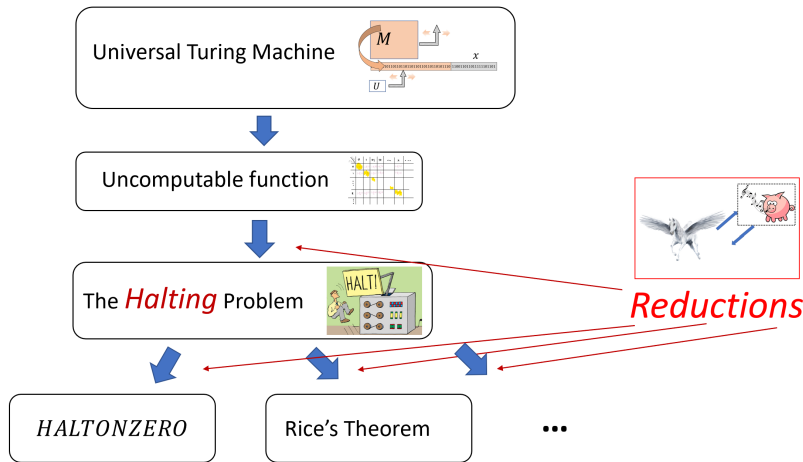 Universal Turing Machine
M
x
U
Uncomputable function
The Halting Problem
HALT!
Reductions
HALTONZERO
Rice's Theorem
...